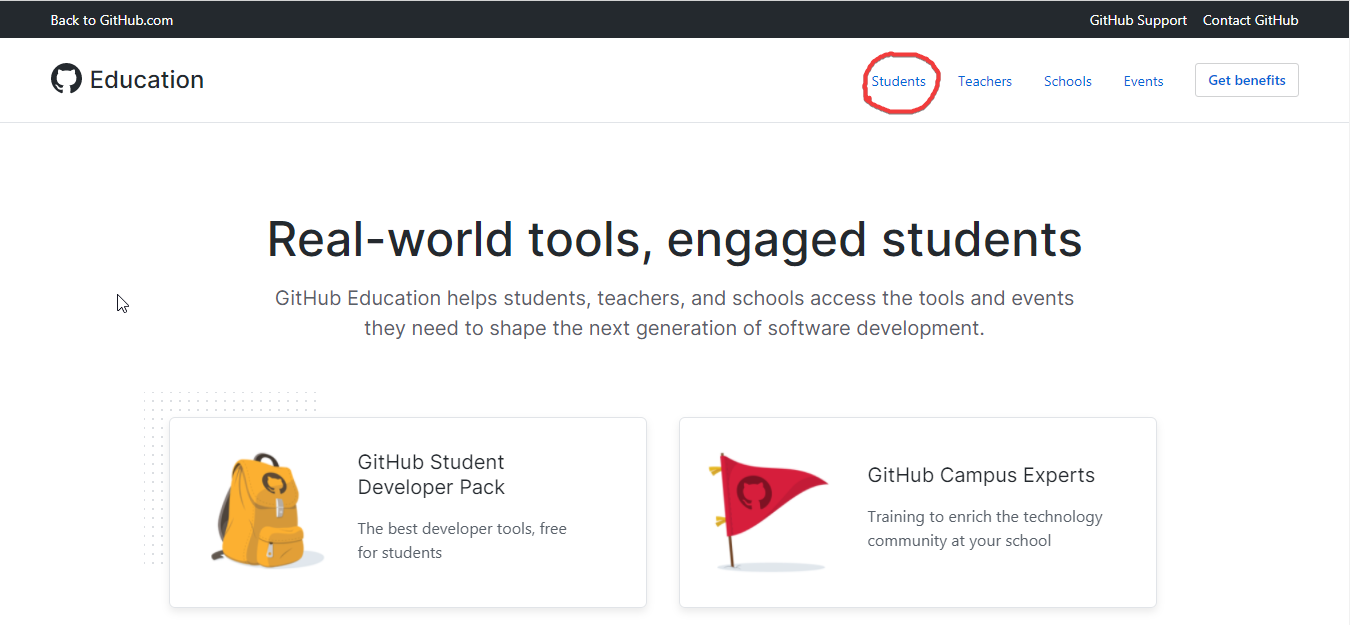 Back to GitHub.com
GitHub Support
Contact GitHub
Education
Students
Teachers
Schools
Events
Get benefits
Real-world tools, engaged students
GitHub Education helps students, teachers, and schools access the tools and events
they need to shape the next generation of software development.
GitHub Student
Developer Pack
The best developer tools, free
for students
GitHub Campus Experts
Training to enrich the technology
community at your school